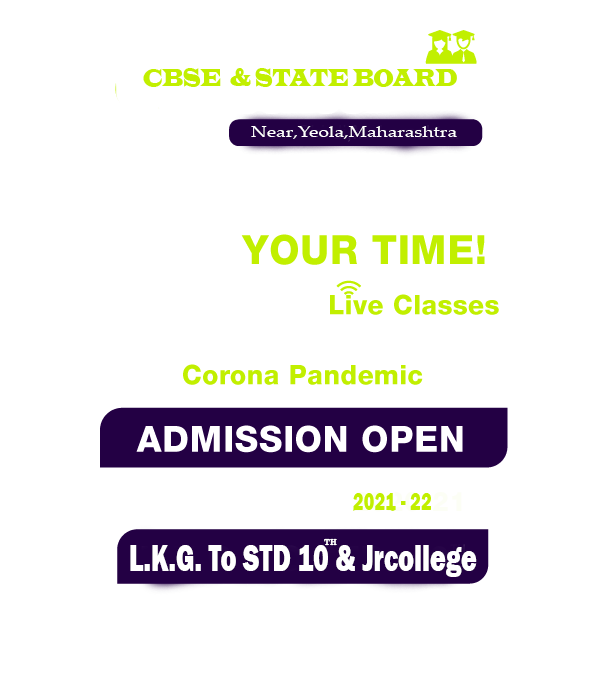 CBSE & STATE BOARD
Near,Yeola,Maharashtra
YOUR TIME!
Live Classes
Corona Pandemic
ADMISSION OPEN
2021 - 22
L.K.G. To STD 10TH & Jrcollege